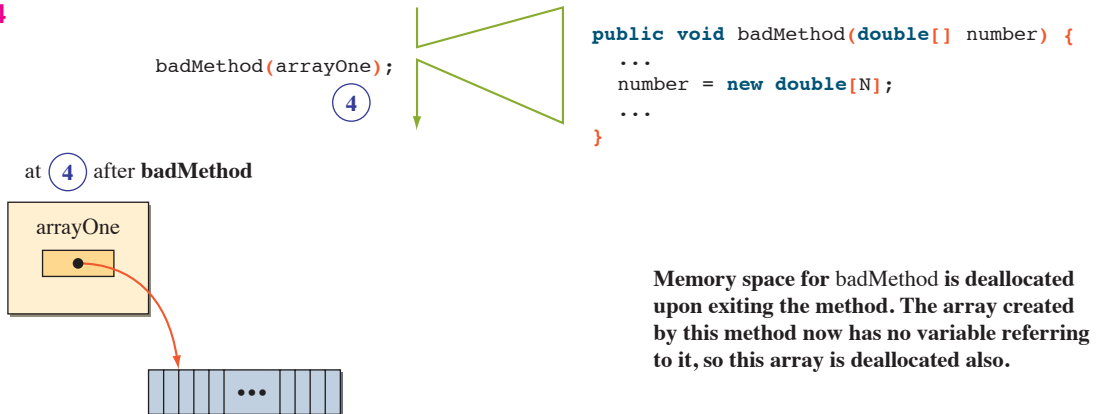 4
badMethod(arrayOne);
4
public void badMethod(double[] number) {
...
number = new double[N];
...
}
at 4 after badMethod
arrayOne
•••
Memory space for badMethod is deallocated
upon exiting the method. The array created
by this method now has no variable referring
to it, so this array is deallocated also.